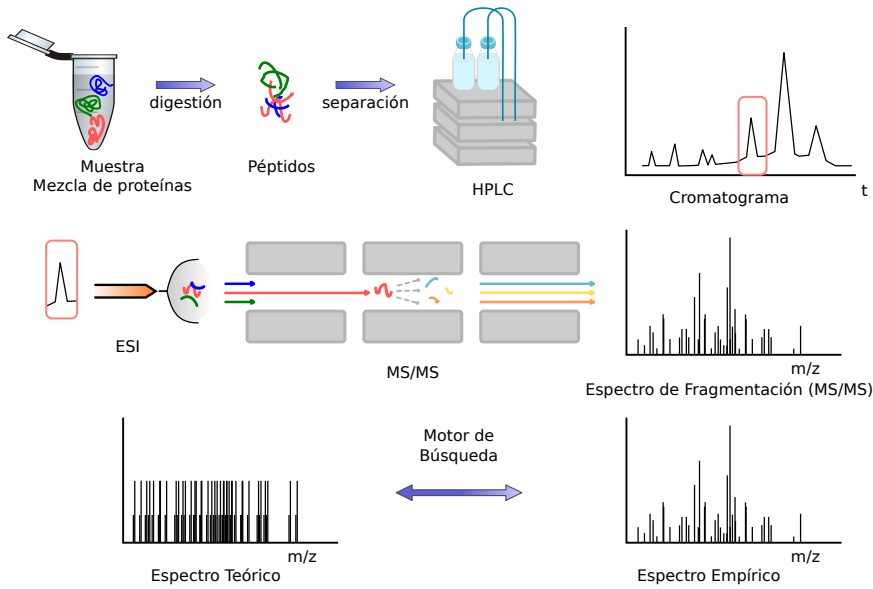 digestión
separación
Muestra
Mezcla de proteínas
Péptidos
HPLC
t
Cromatograma
ESI
MS/MS
m/z
Espectro de Fragmentación (MS/MS)
Motor de
Búsqueda
m/z
Espectro Teórico
m/z
Espectro Empírico